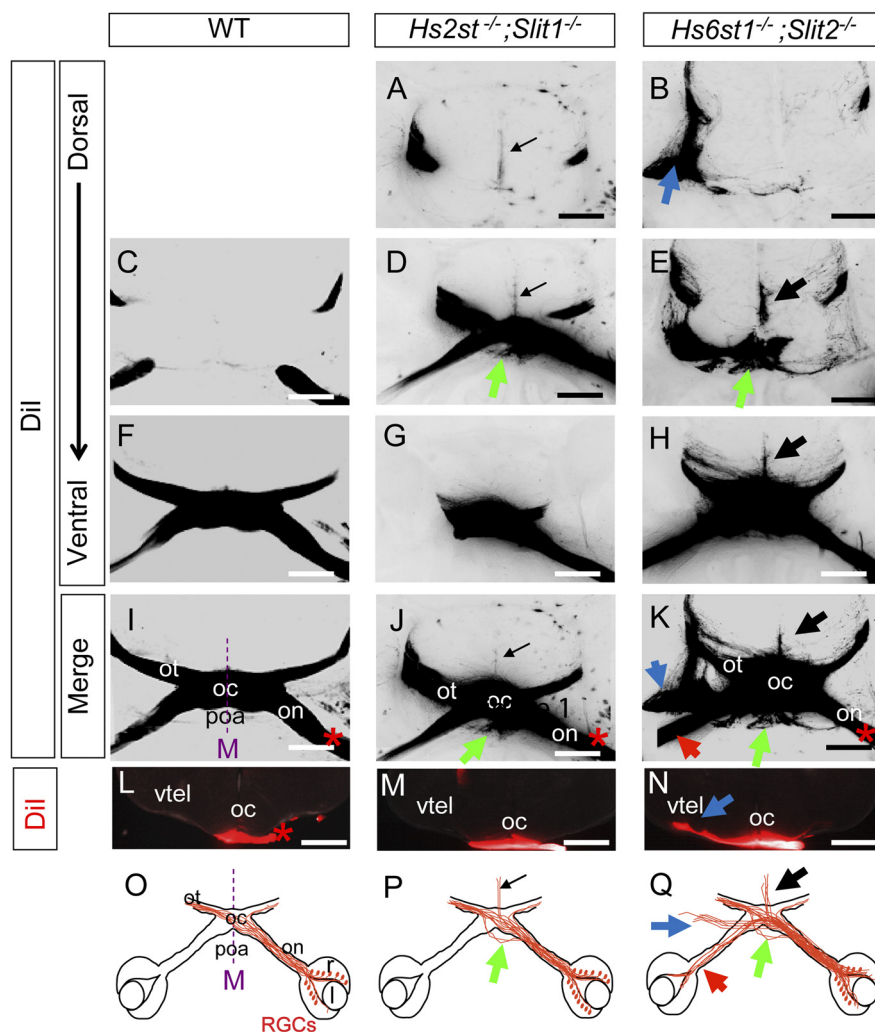 WT
Hs2st-/-;Slit1-/-
Hs6st1-/-;Slit2-/-
DiI
Dorsal
Ventral
A
B
C
D
E
F
G
H
Merge
I
ot
oc
on
poa
M
*
J
ot
oc
on
*
K
ot
oc
on
*
DiI
L
vtel
oc
*
M
oc
N
vtel
oc
O
ot
oc
on
poa
M
r
l
RGCs
P
Q